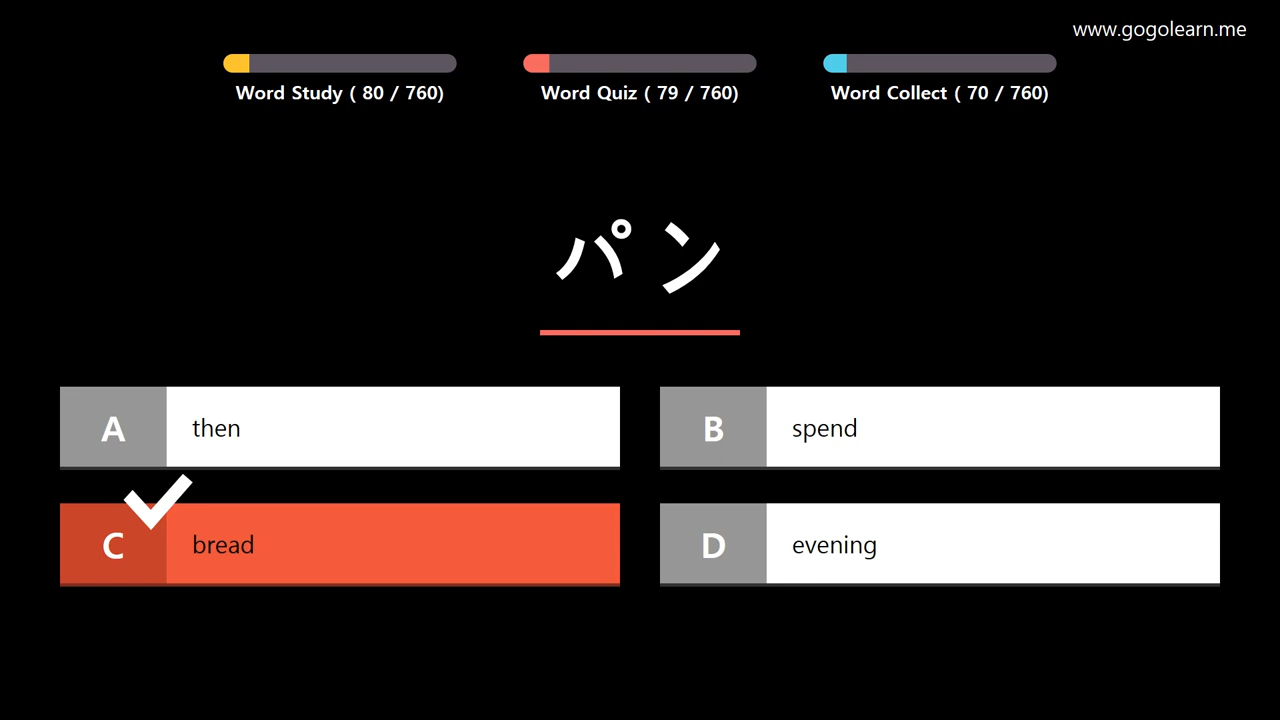 www.gogolearn.me
Word Study ( 80 / 760)
Word Quiz ( 79 / 760)
Word Collect ( 70 / 760)
パン
A
then
B
spend
C
bread
D
evening